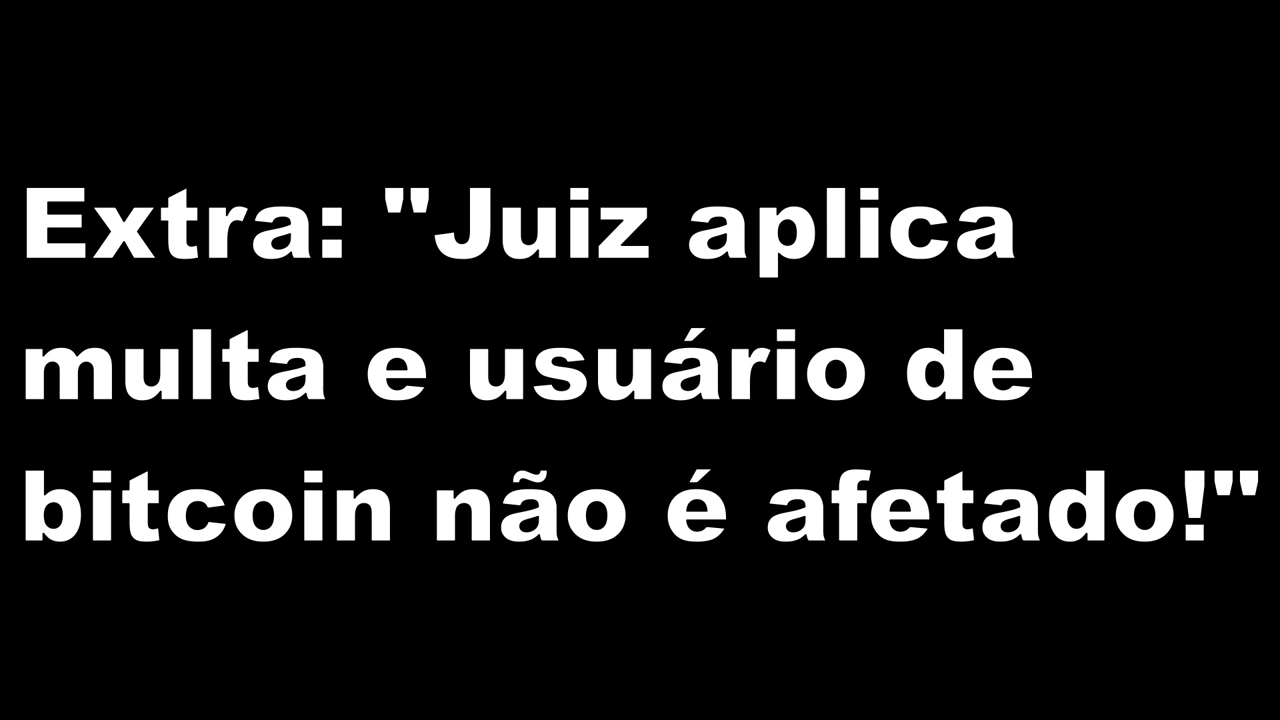 Extra: "Juiz aplica
multa e usuário de
bitcoin não é afetado!"